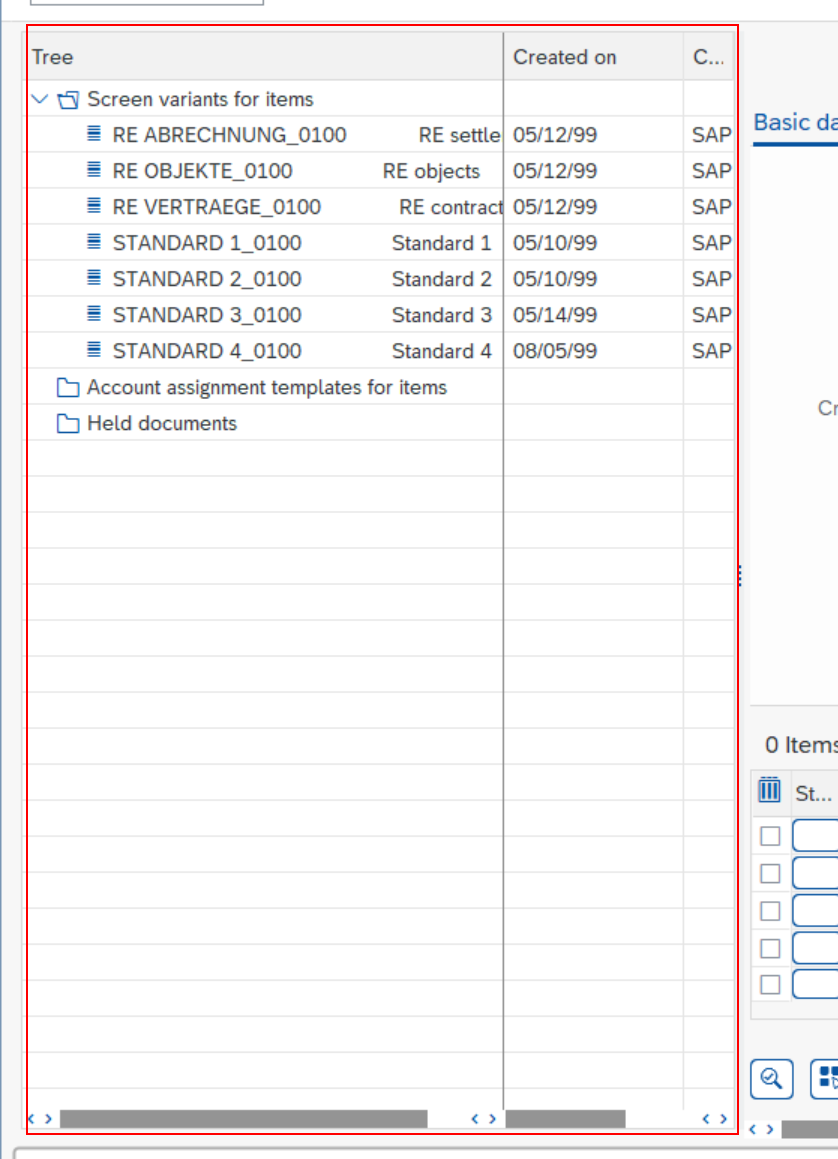 Tree Created on C...
Screen variants for items
RE ABRECHNUNG_0100 RE settle 05/12/99 SAP
RE OBJEKTE_0100 RE objects 05/12/99 SAP
RE VERTRAEGE_0100 RE contract 05/12/99 SAP
STANDARD 1_0100 Standard 1 05/10/99 SAP
STANDARD 2_0100 Standard 2 05/10/99 SAP
STANDARD 3_0100 Standard 3 05/14/99 SAP
STANDARD 4_0100 Standard 4 08/05/99 SAP
Account assignment templates for items
Held documents
Basic da
Cr
0 Items
St...